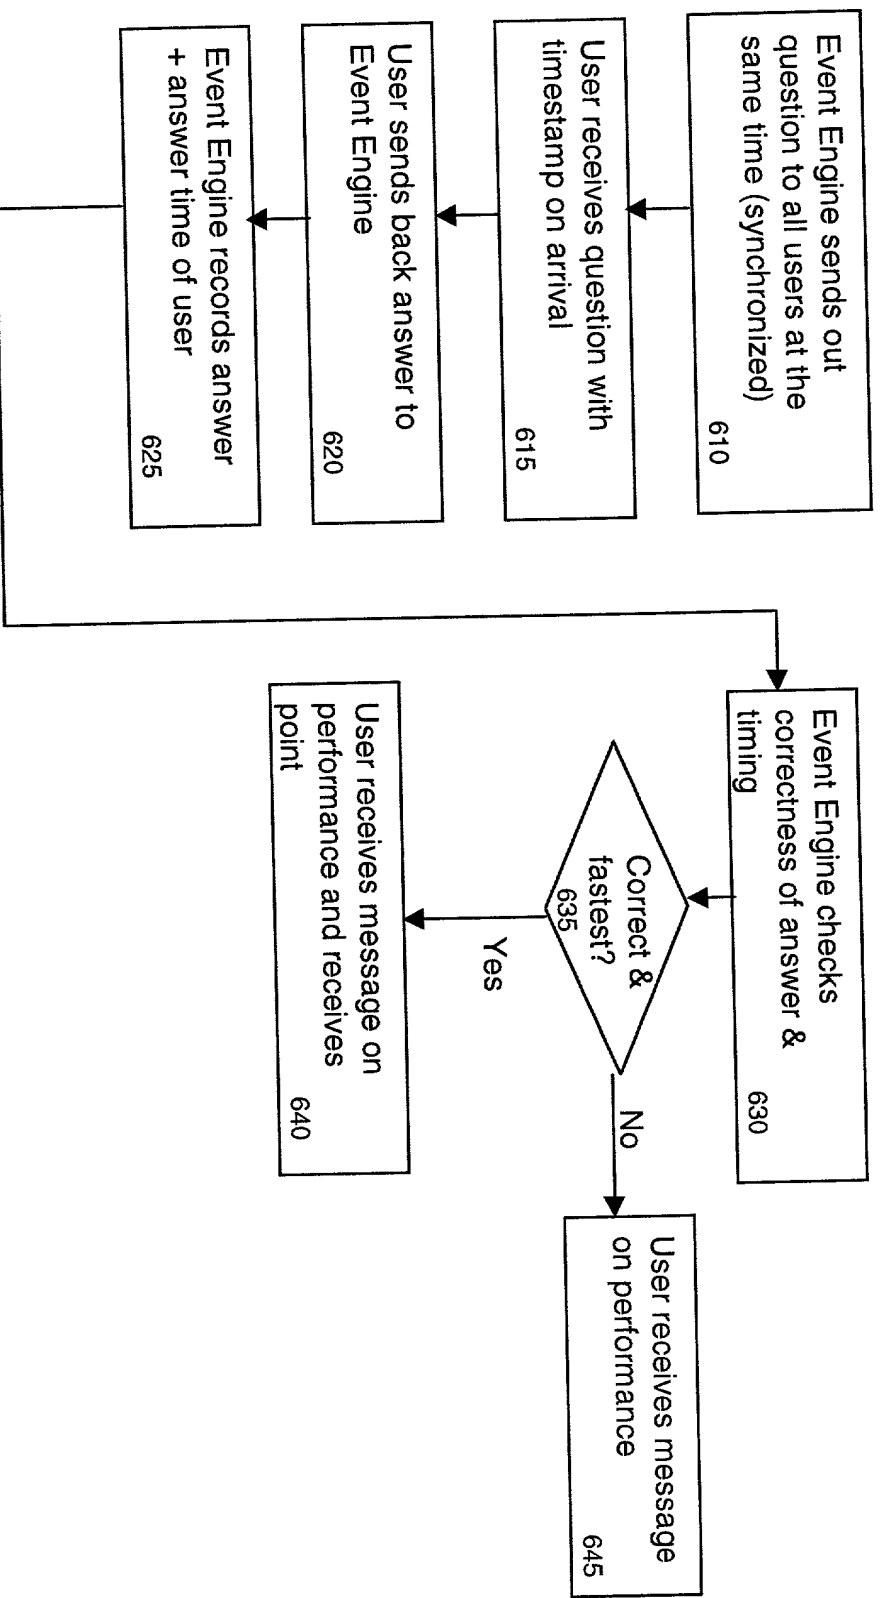 Event Engine sends out
question to all users at the
same time (synchronized)
610
User receives question with
timestamp on arrival
615
User sends back answer to
Event Engine
620
Event Engine records answer
+ answer time of user
625
Event Engine checks
correctness of answer &
timing
630
Correct &
fastest?
635
Yes
No
User receives message on
performance and receives
point
640
User receives message
on performance
645